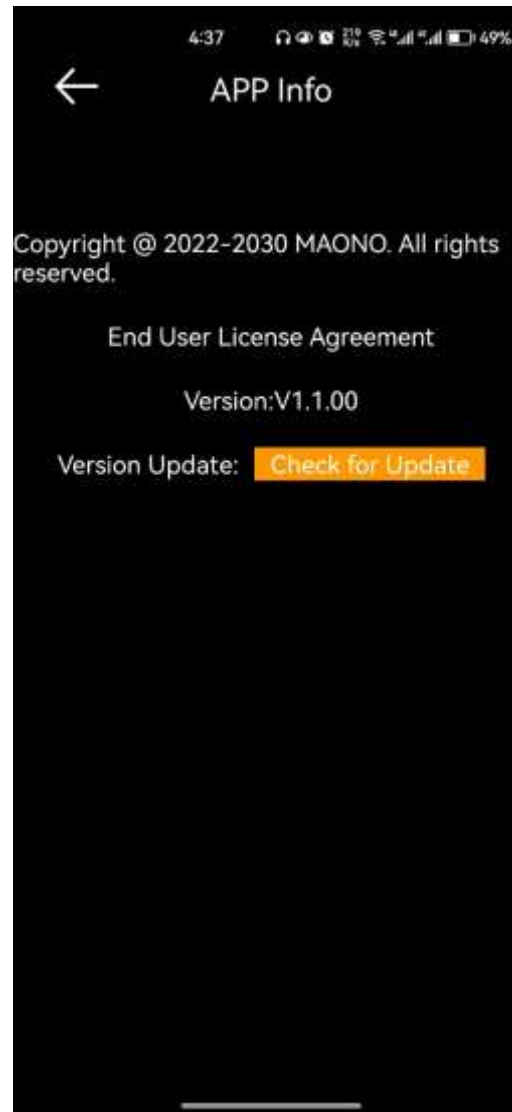 4:37
49%
APP Info
Copyright @ 2022-2030 MAONO. All rights
reserved.
End User License Agreement
Version:V1.1.00
Version Update: Check for Update